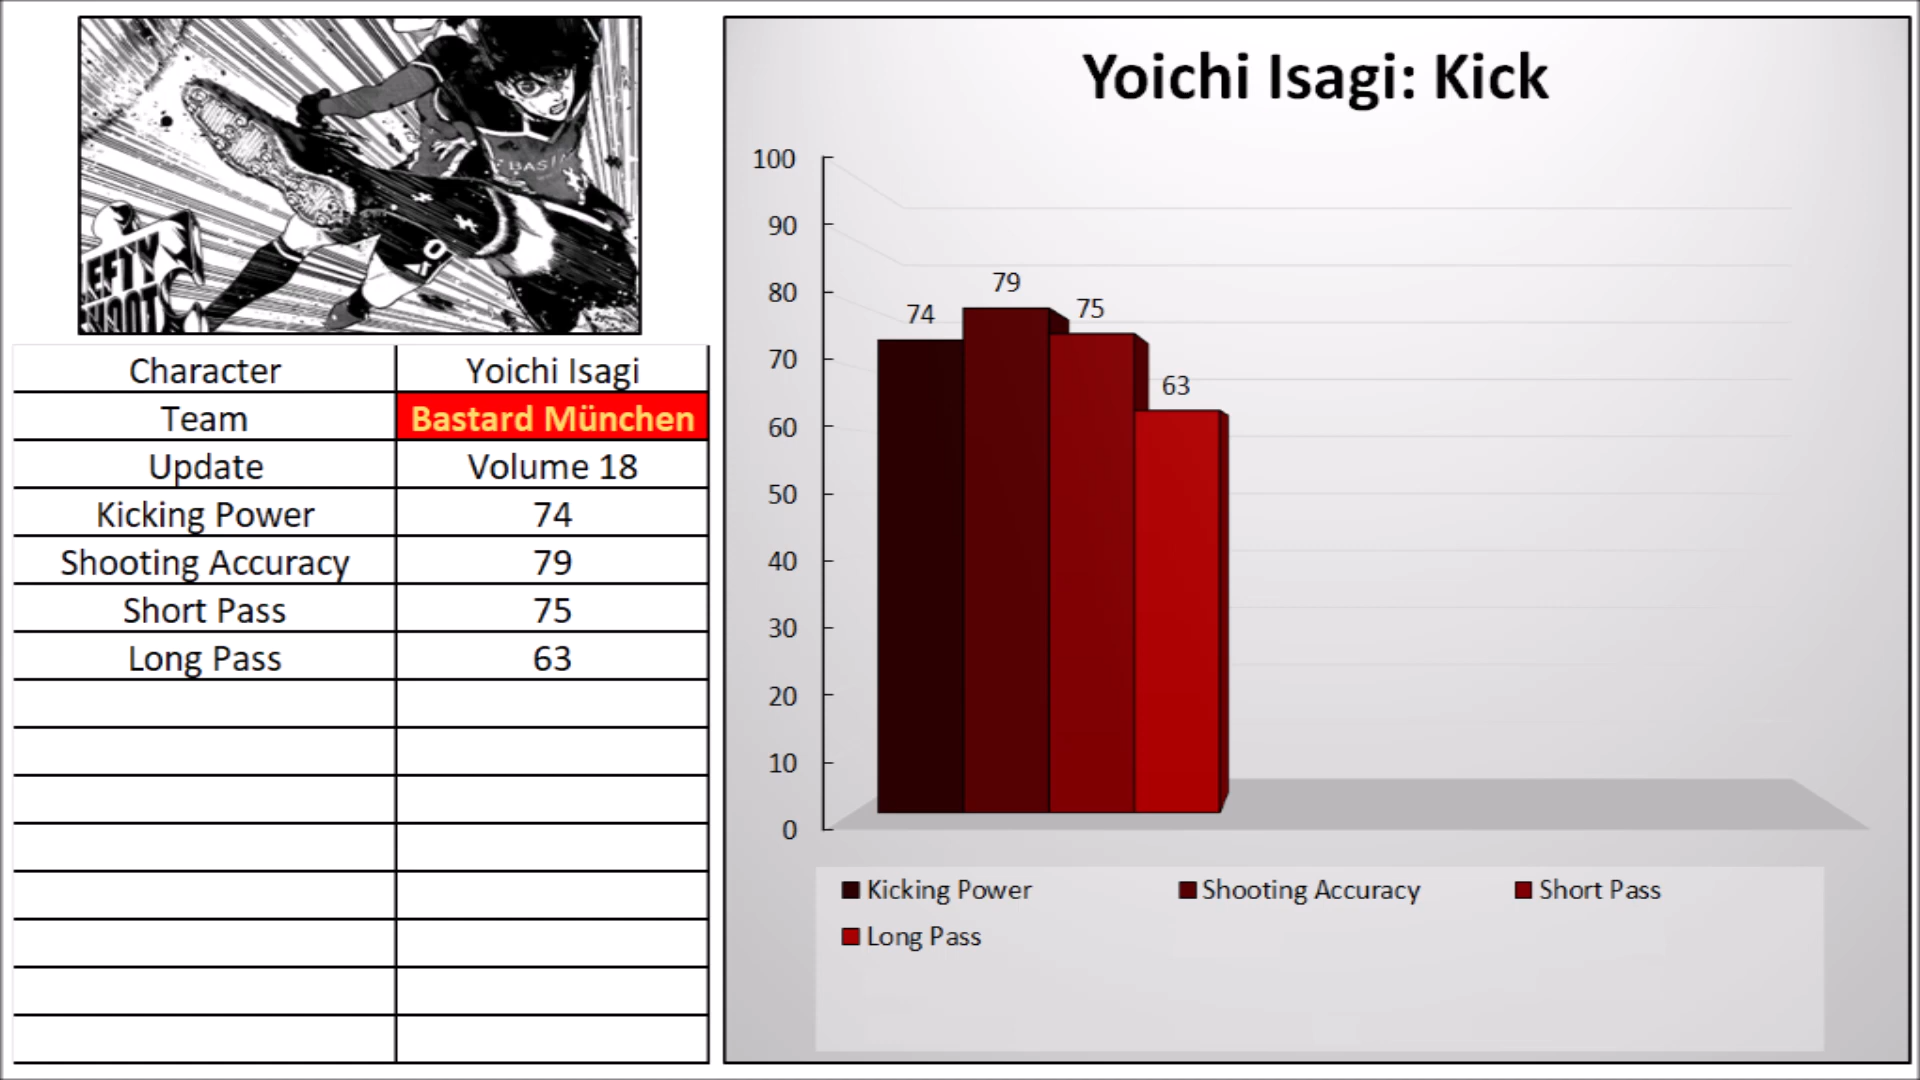 Character Yoichi Isagi
Team Bastard München
Update Volume 18
Kicking Power 74
Shooting Accuracy 79
Short Pass 75
Long Pass 63
Yoichi Isagi: Kick
100
90
80
70
60
50
40
30
20
10
0
74
79
75
63
Kicking Power
Shooting Accuracy
Short Pass
Long Pass